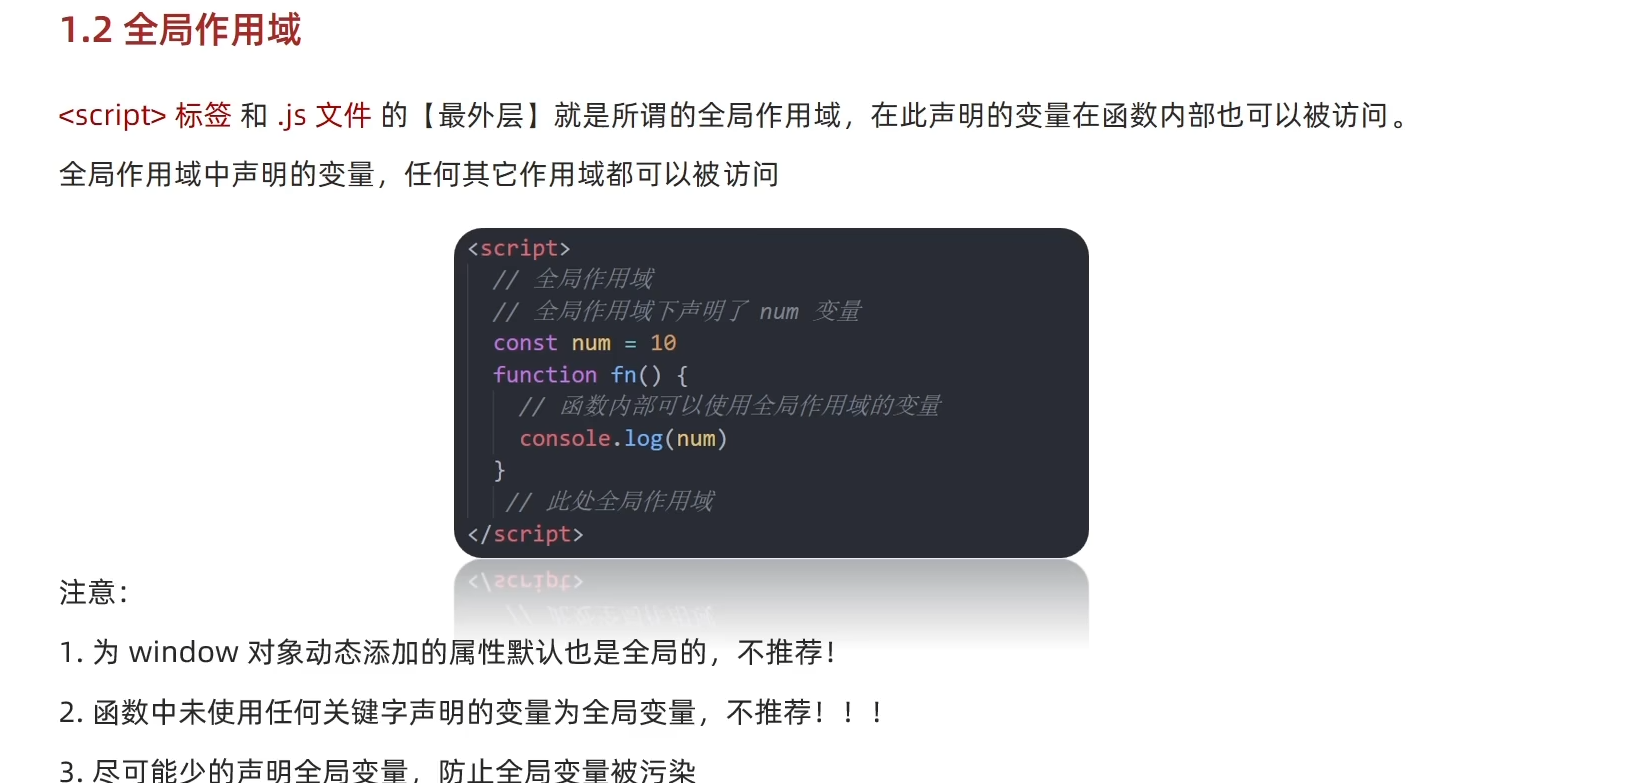 1.2 全局作用域
<script> 标签 和 .js 文件 的【最外层】就是所谓的全局作用域，在此声明的变量在函数内部也可以被访问。
全局作用域中声明的变量，任何其它作用域都可以被访问
<script>
// 全局作用域
// 全局作用域下声明了 num 变量
const num = 10
function fn() {
// 函数内部可以使用全局作用域的变量
console.log(num)
}
// 此处全局作用域
</script>
注意：
1. 为 window 对象动态添加的属性默认也是全局的，不推荐！
2. 函数中未使用任何关键字声明的变量为全局变量，不推荐！！！
3. 尽可能少的声明全局变量，防止全局变量被污染